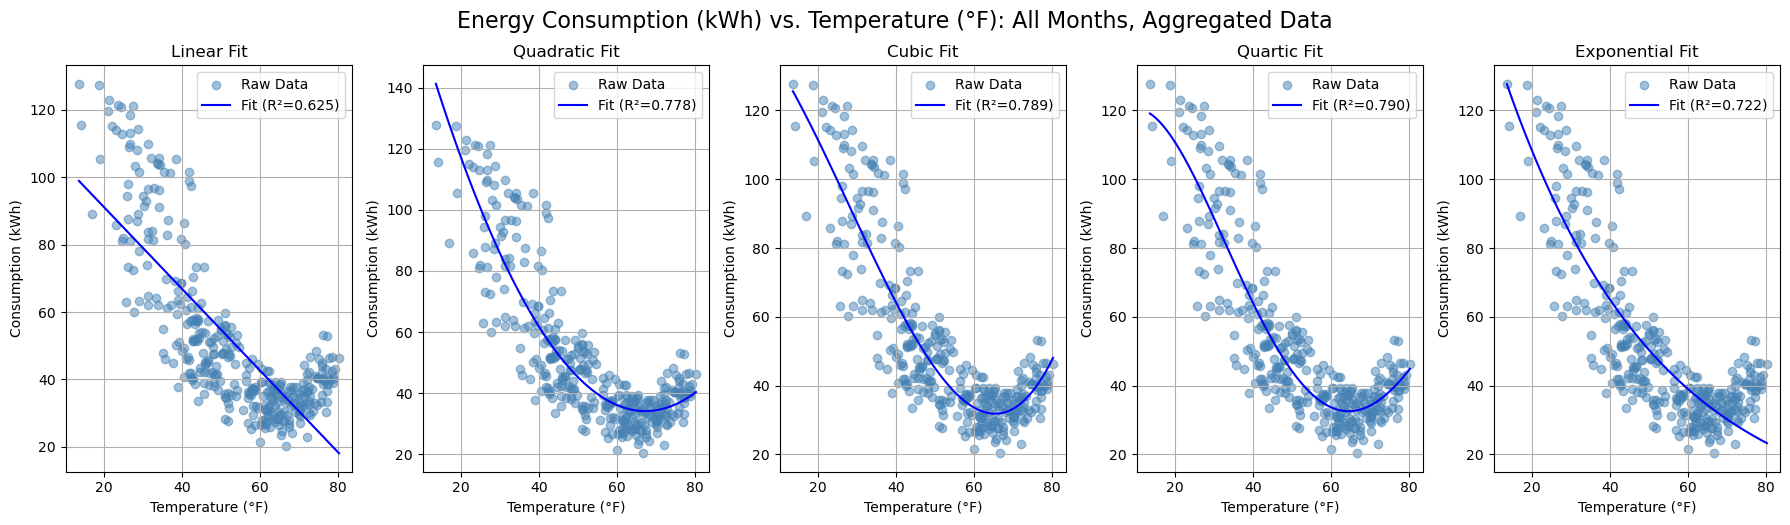 Energy Consumption (kWh) vs. Temperature (°F): All Months, Aggregated Data
Linear Fit
Raw Data
Fit (R²=0.625)
Consumption (kWh)
120
100
80
60
40
20
20 40 60 80
Temperature (°F)
Quadratic Fit
Raw Data
Fit (R²=0.778)
Consumption (kWh)
140
120
100
80
60
40
20
20 40 60 80
Temperature (°F)
Cubic Fit
Raw Data
Fit (R²=0.789)
Consumption (kWh)
120
100
80
60
40
20
20 40 60 80
Temperature (°F)
Quartic Fit
Raw Data
Fit (R²=0.790)
Consumption (kWh)
120
100
80
60
40
20
20 40 60 80
Temperature (°F)
Exponential Fit
Raw Data
Fit (R²=0.722)
Consumption (kWh)
120
100
80
60
40
20
20 40 60 80
Temperature (°F)